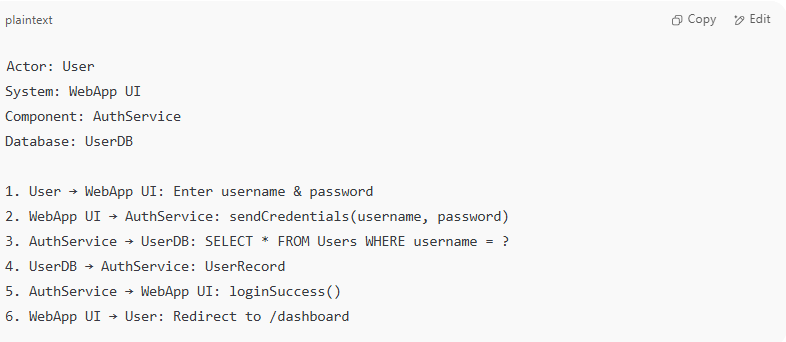 plaintext
Copy
Edit
Actor: User
System: WebApp UI
Component: AuthService
Database: UserDB
1. User → WebApp UI: Enter username & password
2. WebApp UI → AuthService: sendCredentials(username, password)
3. AuthService → UserDB: SELECT * FROM Users WHERE username = ?
4. UserDB → AuthService: UserRecord
5. AuthService → WebApp UI: loginSuccess()
6. WebApp UI → User: Redirect to /dashboard